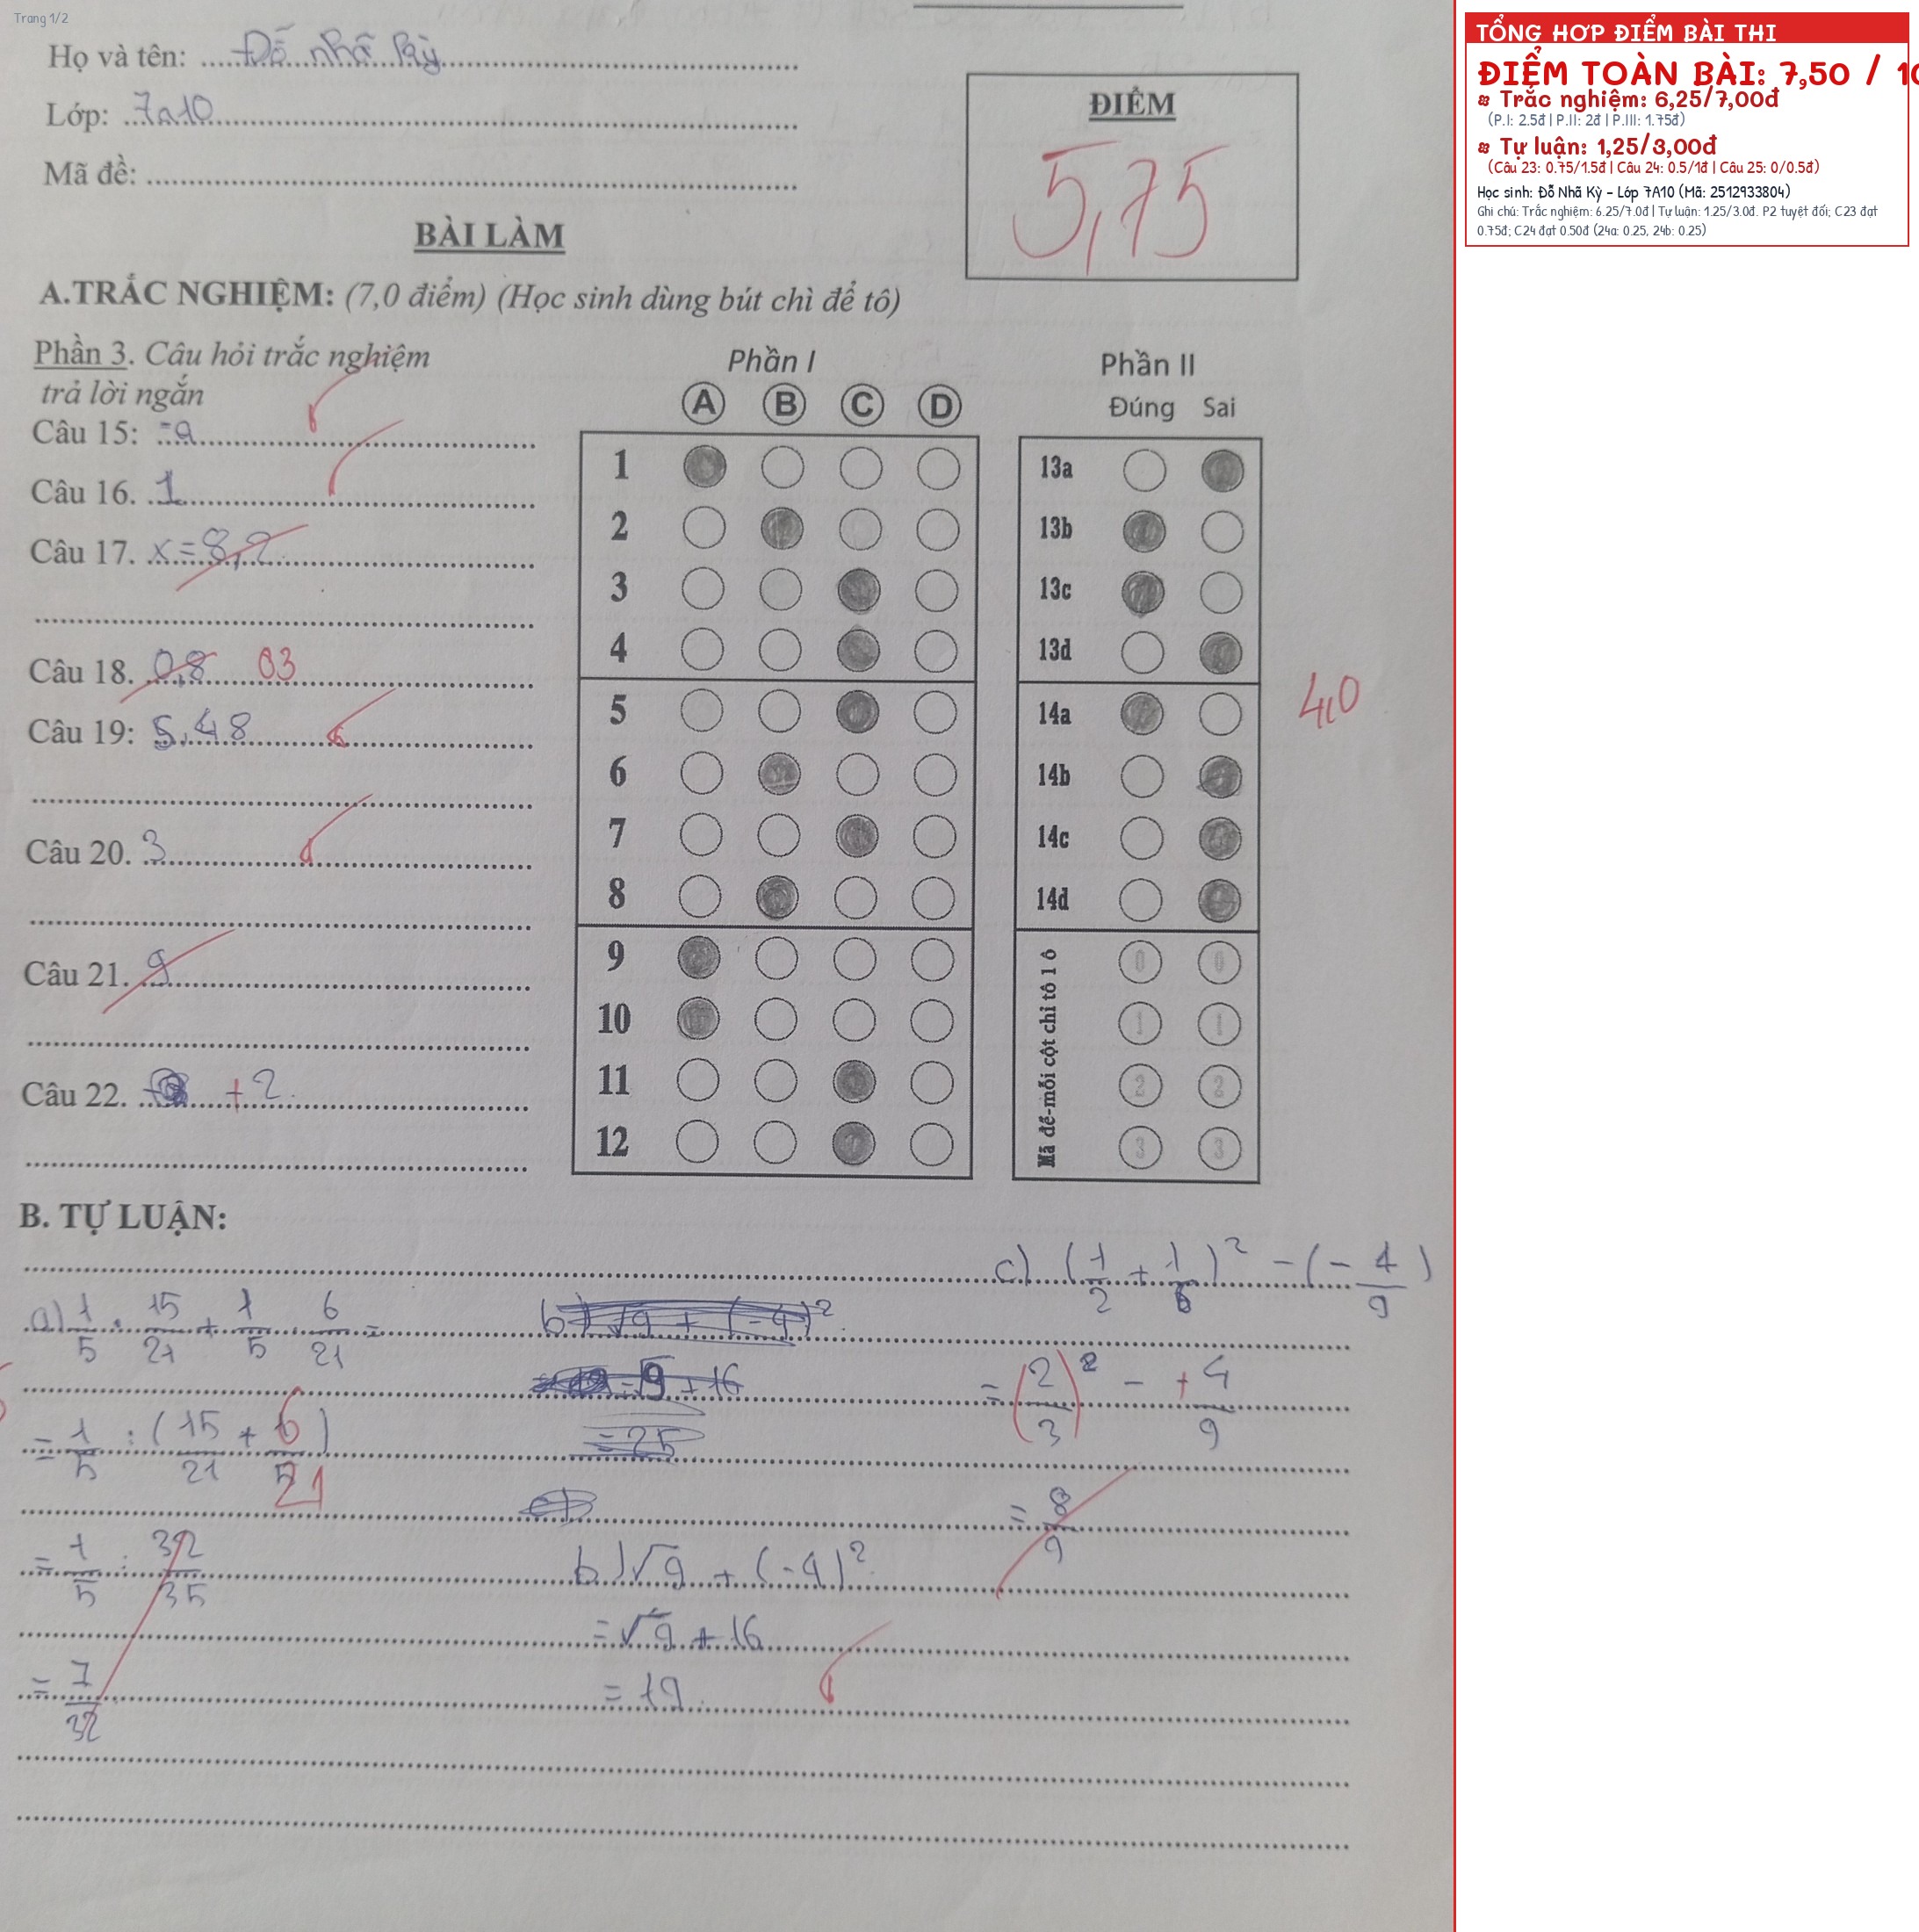 Trang 1/2
Họ và tên: Đỗ nhã Kỳ
Lớp: 7a10
Mã đề:
ĐIỂM
5,75
BÀI LÀM
A.TRẮC NGHIỆM: (7,0 điểm) (Học sinh dùng bút chì để tô)
Phần 3. Câu hỏi trắc nghiệm
trả lời ngắn
Câu 15: -a
Câu 16. 1
Câu 17. x = 8,2
Câu 18. 0,8 03
Câu 19: 5,48
Câu 20. 3
Câu 21. 9
Câu 22. +2
Phần I
A B C D
1
2
3
4
5
6
7
8
9
10
11
12
Phần II
Đúng Sai
13a
13b
13c
13d
14a
14b
14c
14d
Mã đề-mỗi cột chỉ tô 1 ô
0 0
1 1
2 2
3 3
4,0
B. TỰ LUẬN:
a) 1/5 : 15/21 + 1/5 : 6/21 =
= 1/5 : (15/21 + 6/5) 21
= 1/5 : 32/35
= 7/32
b) √9 + (-4)²
= √9 + 16
= 25
b) √9 + (-4)²
= √9 + 16
= 19
c) (1/2 + 1/6)² - (-4/9)
= (2/3)² - + 4/9
= 8/9
TỔNG HỢP ĐIỂM BÀI THI
ĐIỂM TOÀN BÀI: 7,50 / 10
Trắc nghiệm: 6,25/7,00đ
(P.I: 2.5đ | P.II: 2đ | P.III: 1.75đ)
Tự luận: 1,25/3,00đ
(Câu 23: 0.75/1.5đ | Câu 24: 0.5/1đ | Câu 25: 0/0.5đ)
Học sinh: Đỗ Nhã Kỳ - Lớp 7A10 (Mã: 2512933804)
Ghi chú: Trắc nghiệm: 6.25/7.0đ | Tự luận: 1.25/3.0đ. P2 tuyệt đối; C23 đạt
0.75đ; C24 đạt 0.50đ (24a: 0.25, 24b: 0.25)